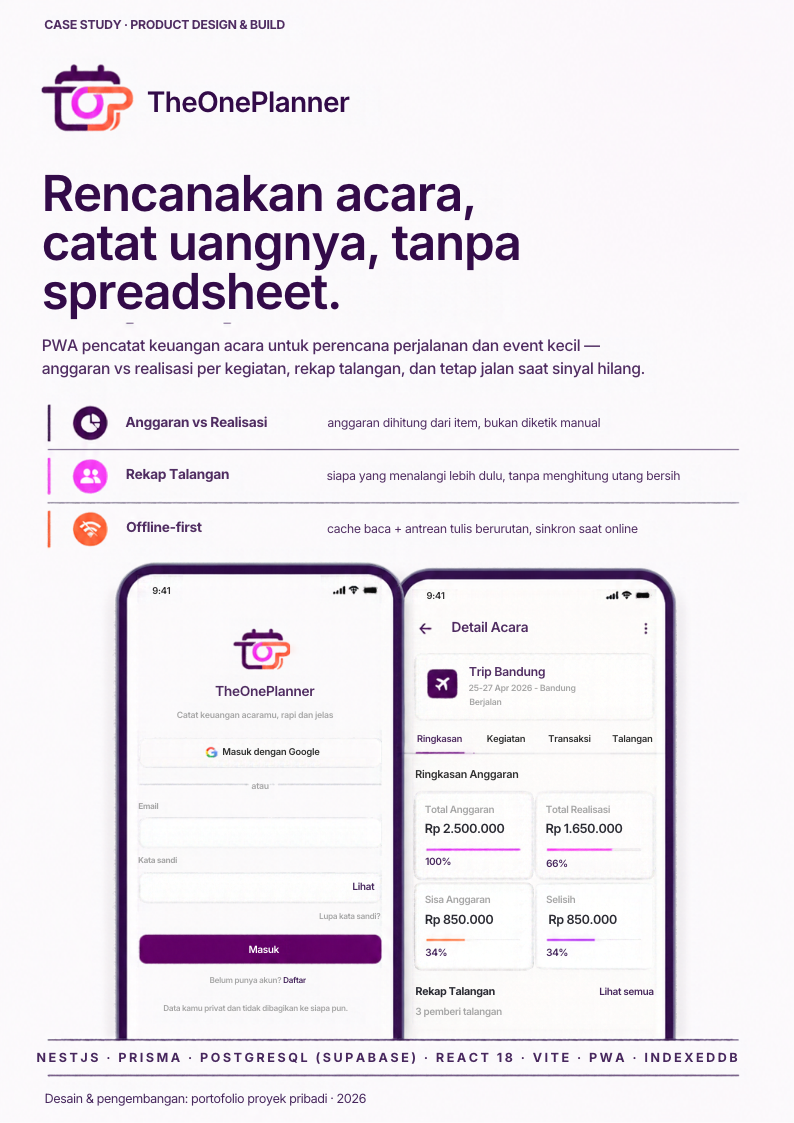 CASE STUDY · PRODUCT DESIGN & BUILD
TOP
TheOnePlanner
Rencanakan acara,
catat uangnya, tanpa
spreadsheet.
PWA pencatat keuangan acara untuk perencana perjalanan dan event kecil —
anggaran vs realisasi per kegiatan, rekap talangan, dan tetap jalan saat sinyal hilang.
Anggaran vs Realisasi
anggaran dihitung dari item, bukan diketik manual
Rekap Talangan
siapa yang menalangi lebih dulu, tanpa menghitung utang bersih
Offline-first
cache baca + antrean tulis berurutan, sinkron saat online
9:41
TOP
TheOnePlanner
Catat keuangan acaramu, rapi dan jelas
Masuk dengan Google
atau
Email
Kata sandi
Lihat
Lupa kata sandi?
Masuk
Belum punya akun? Daftar
Data kamu privat dan tidak dibagikan ke siapa pun.
9:41
Detail Acara
Trip Bandung
25-27 Apr 2026 - Bandung
Berjalan
Ringkasan Kegiatan Transaksi Talangan
Ringkasan Anggaran
Total Anggaran
Rp 2.500.000
100%
Total Realisasi
Rp 1.650.000
66%
Sisa Anggaran
Rp 850.000
34%
Selisih
Rp 850.000
34%
Rekap Talangan Lihat semua
3 pemberi talangan
NESTJS · PRISMA · POSTGRESQL (SUPABASE) · REACT 18 · VITE · PWA · INDEXEDDB
Desain & pengembangan: portofolio proyek pribadi · 2026